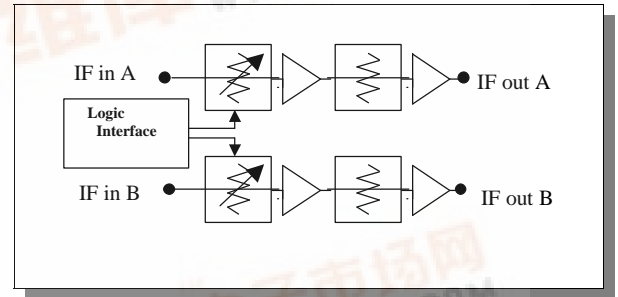 IF in A
IF out A
Logic
Interface
IF in B
IF out B